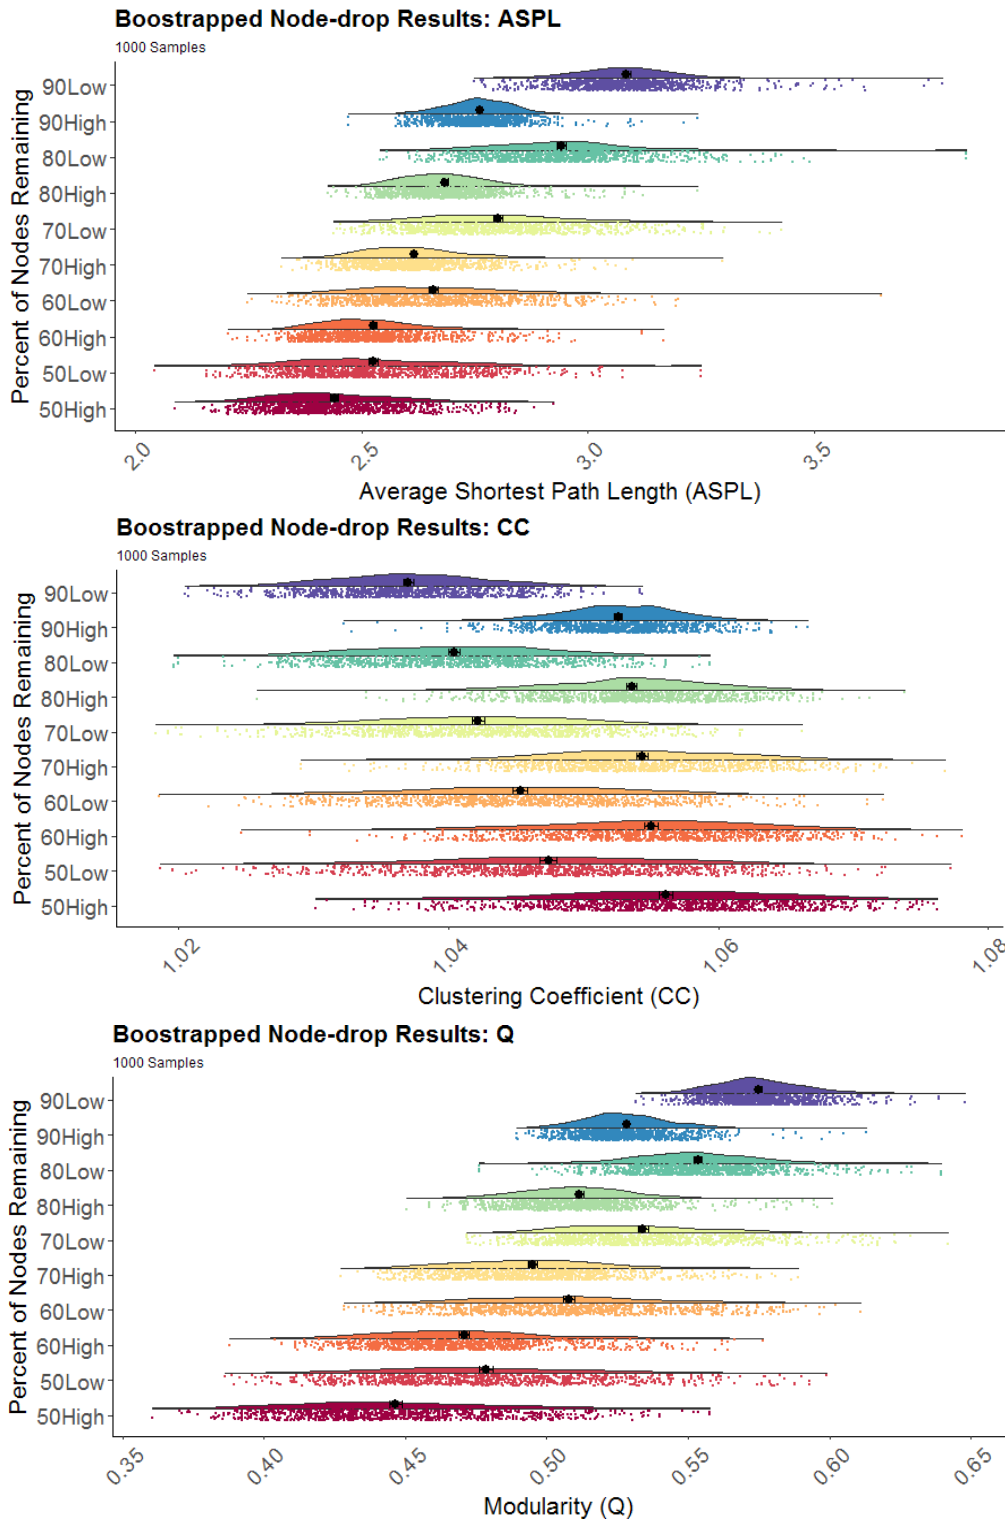 Boostrapped Node-drop Results: ASPL
1000 Samples
Percent of Nodes Remaining
90Low
90High
80Low
80High
70Low
70High
60Low
60High
50Low
50High
2.0
2.5
3.0
3.5
Average Shortest Path Length (ASPL)
Boostrapped Node-drop Results: CC
1000 Samples
Percent of Nodes Remaining
90Low
90High
80Low
80High
70Low
70High
60Low
60High
50Low
50High
1.02
1.04
1.06
1.08
Clustering Coefficient (CC)
Boostrapped Node-drop Results: Q
1000 Samples
Percent of Nodes Remaining
90Low
90High
80Low
80High
70Low
70High
60Low
60High
50Low
50High
0.35
0.40
0.45
0.50
0.55
0.60
0.65
Modularity (Q)